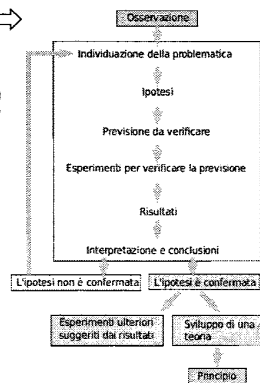 Osservazione
Individuazione della problematica
Ipotesi
Previsione da verificare
Esperimenti per verificare la previsione
Risultati
Interpretazione e conclusioni
L'ipotesi non è confermata
L'ipotesi è confermata
Esperimenti ulteriori
suggeriti dai risultati
Sviluppo di una
teoria
Principio